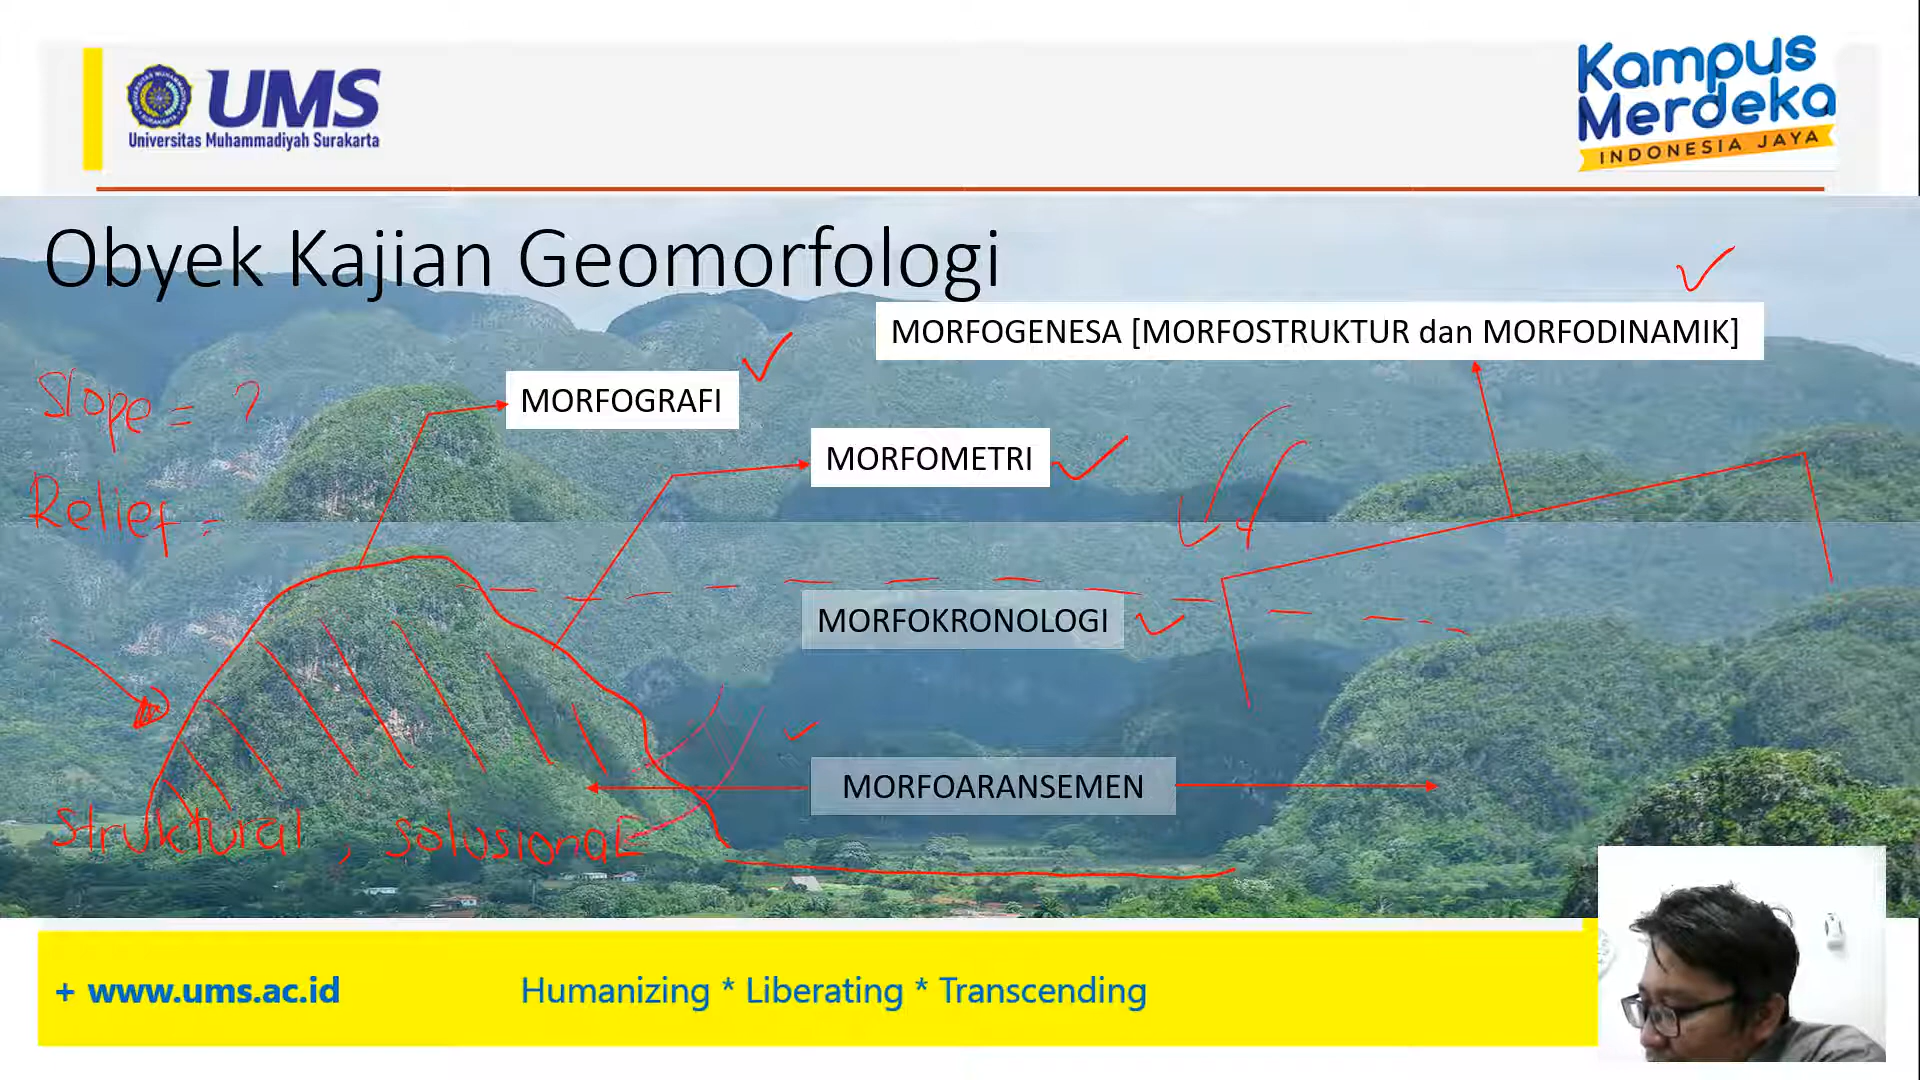 UMS
Universitas Muhammadiyah Surakarta
Kampus
Merdeka
INDONESIA JAYA
Obyek Kajian Geomorfologi
MORFOGENESA [MORFOSTRUKTUR dan MORFODINAMIK]
MORFOGRAFI
Slope = ?
MORFOMETRI
Relief =
MORFOKRONOLOGI
MORFOARANSEMEN
Struktural, solusional
+ www.ums.ac.id
Humanizing * Liberating * Transcending